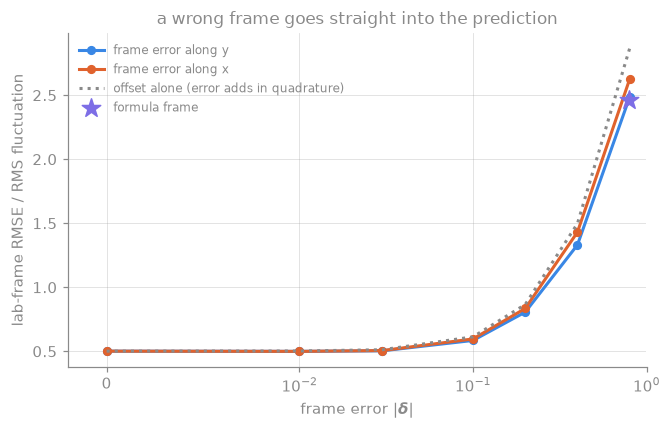 a wrong frame goes straight into the prediction
frame error along y
frame error along x
offset alone (error adds in quadrature)
formula frame
lab-frame RMSE / RMS fluctuation
2.5
2.0
1.5
1.0
0.5
0
10⁻²
10⁻¹
10⁰
frame error |δ|